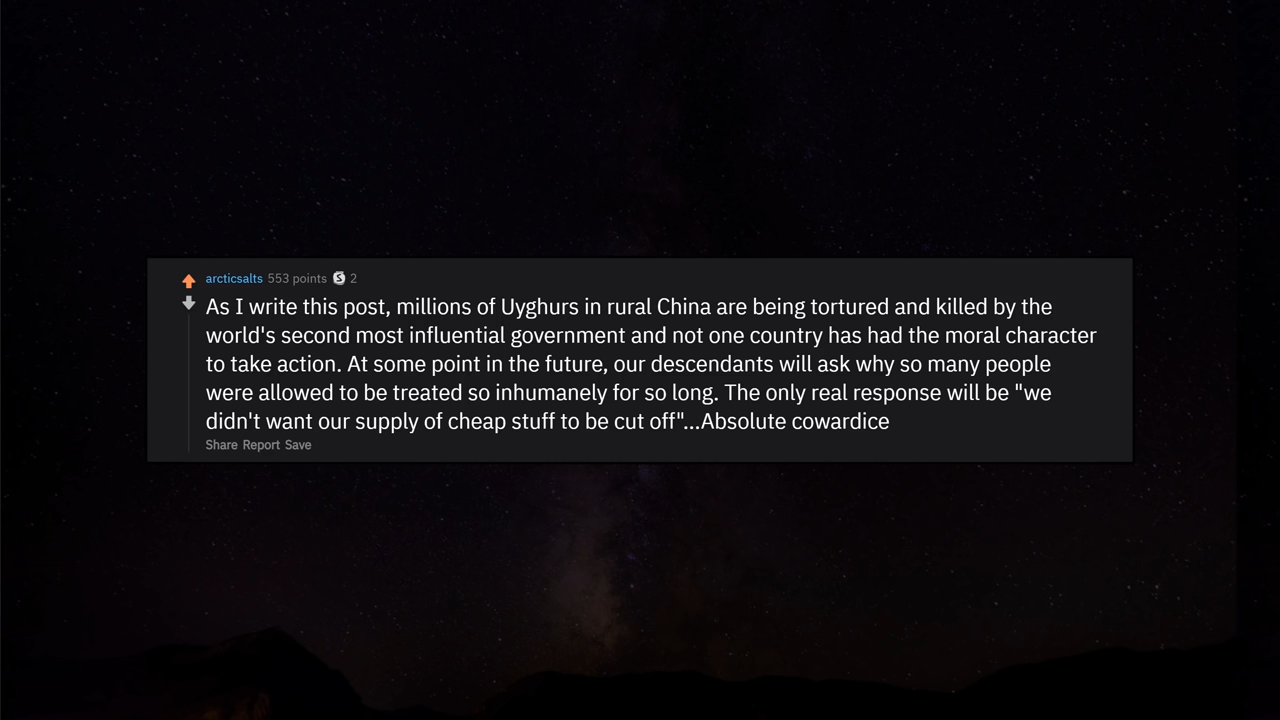 arcticsalts 553 points S 2
As I write this post, millions of Uyghurs in rural China are being tortured and killed by the
world's second most influential government and not one country has had the moral character
to take action. At some point in the future, our descendants will ask why so many people
were allowed to be treated so inhumanely for so long. The only real response will be "we
didn't want our supply of cheap stuff to be cut off"...Absolute cowardice
Share Report Save